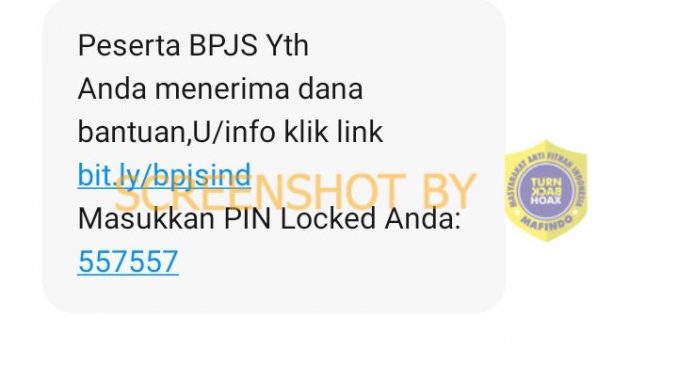 Peserta BPJS Yth
Anda menerima dana
bantuan,U/info klik link
bit.ly/bpjsind
SCREENSHOT BY
Masukkan PIN Locked Anda:
557557
MASYARAKAT ANTI FITNAH INDONESIA
TURN
BACK
HOAX
MAFINDO